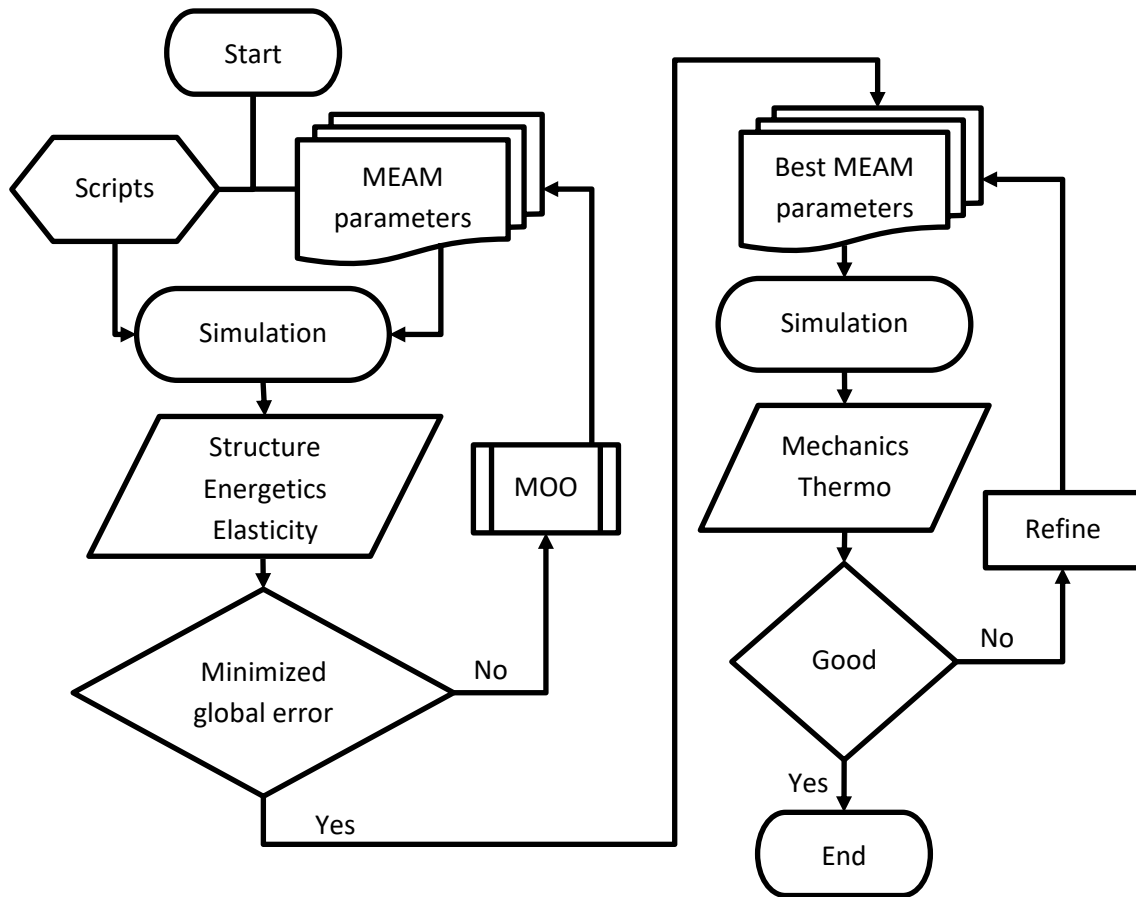 Start
Scripts
MEAM
parameters
Simulation
Structure
Energetics
Elasticity
MOO
Minimized
global error
No
Yes
Best MEAM
parameters
Simulation
Mechanics
Thermo
Refine
Good
No
Yes
End